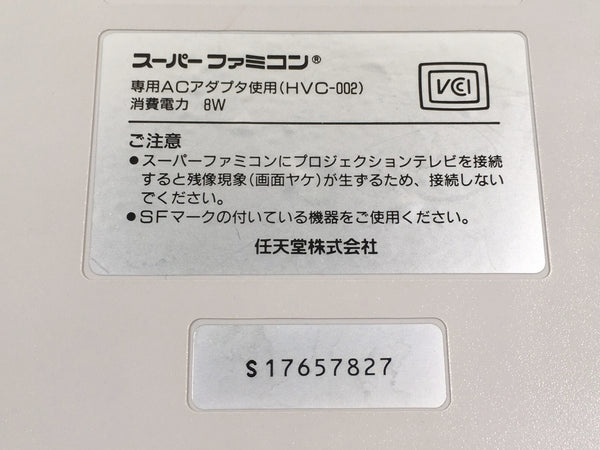 スーパーファミコン®
VCCI
専用ACアダプタ使用(HVC-002)
消費電力 8W
ご注意
●スーパーファミコンにプロジェクションテレビを接続
すると残像現象(画面ヤケ)が生ずるため、接続しない
でください。
●SFマークの付いている機器をご使用ください。
任天堂株式会社
S17657827